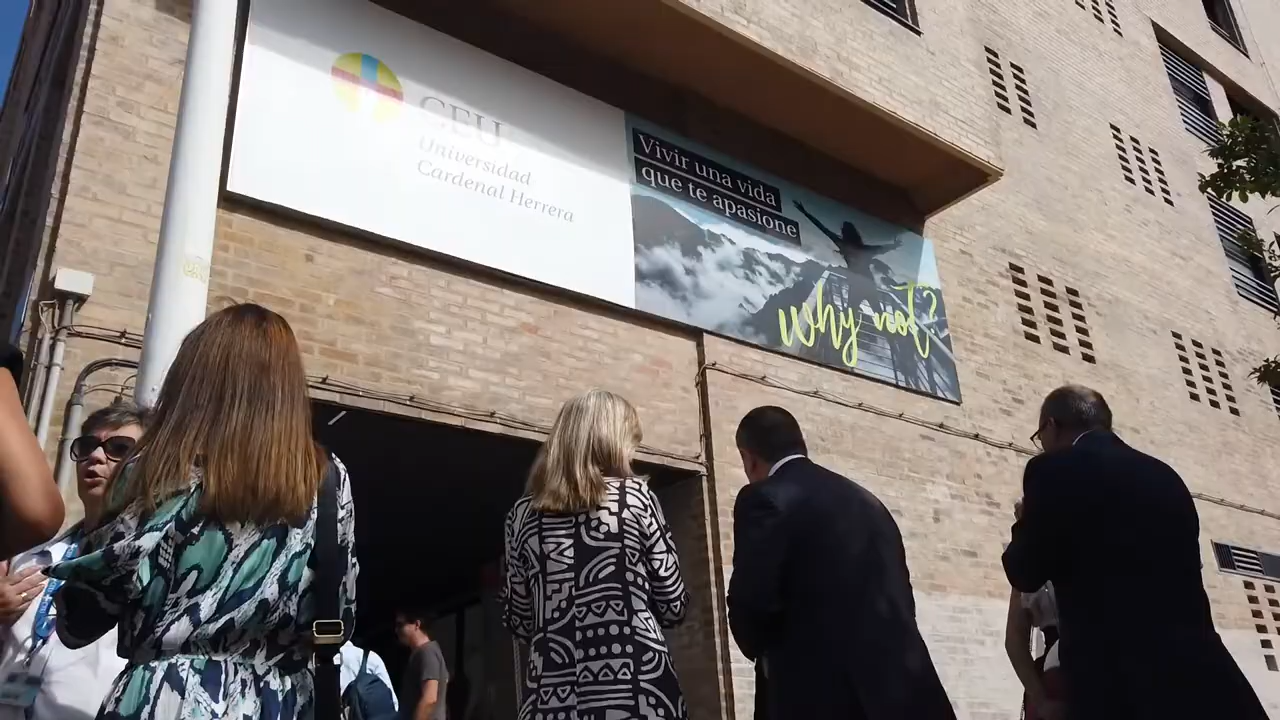 CEU
Universidad
Cardenal Herrera
Vivir una vida
que te apasione
Why not?